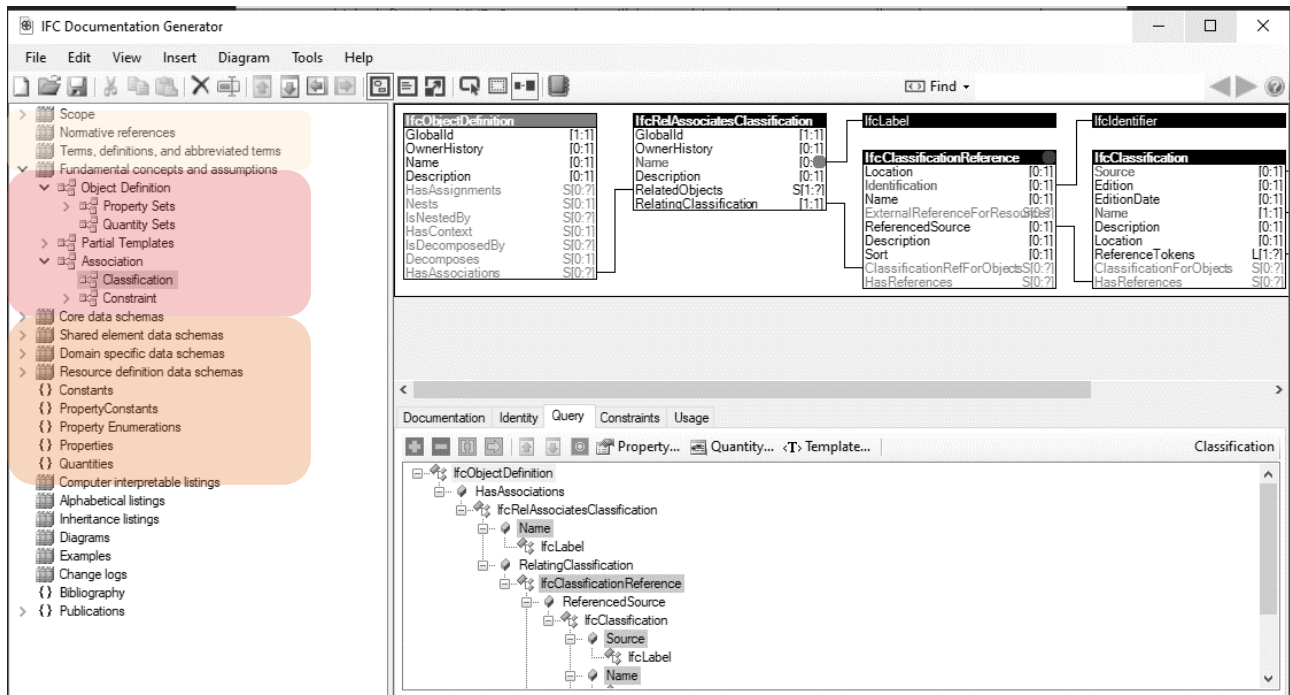 IFC Documentation Generator
File Edit View Insert Diagram Tools Help
Find
Scope
Normative references
Terms, definitions, and abbreviated terms
Fundamental concepts and assumptions
Object Definition
Property Sets
Quantity Sets
Partial Templates
Association
Classification
Constraint
Core data schemas
Shared element data schemas
Domain specific data schemas
Resource definition data schemas
{} Constants
{} PropertyConstants
{} Property Enumerations
{} Properties
{} Quantities
Computer interpretable listings
Alphabetical listings
Inheritance listings
Diagrams
Examples
Change logs
{} Bibliography
{} Publications
IfcObjectDefinition
GlobalId [1:1]
OwnerHistory [0:1]
Name [0:1]
Description [0:1]
HasAssignments S[0:?]
Nests S[0:1]
IsNestedBy S[0:?]
HasContext S[0:1]
IsDecomposedBy S[0:?]
Decomposes S[0:1]
HasAssociations S[0:?]
IfcRelAssociatesClassification
GlobalId [1:1]
OwnerHistory [0:1]
Name [0:
Description [0:1]
RelatedObjects S[1:?]
RelatingClassification [1:1]
IfcLabel
IfcClassificationReference
Location [0:1]
Identification [0:1]
Name [0:1]
ExternalReferenceForResources
ReferencedSource [0:1]
Description [0:1]
Sort [0:1]
ClassificationRefForObjects S[0:?]
HasReferences S[0:?]
IfcIdentifier
IfcClassification
Source [0:1]
Edition [0:1]
EditionDate [0:1]
Name [1:1]
Description [0:1]
Location [0:1]
ReferenceTokens L[1:?]
ClassificationForObjects S[0:?]
HasReferences S[0:?]
Documentation Identity Query Constraints Usage
Property... Quantity... <T> Template... Classification
IfcObjectDefinition
HasAssociations
IfcRelAssociatesClassification
Name
IfcLabel
RelatingClassification
IfcClassificationReference
ReferencedSource
IfcClassification
Source
IfcLabel
Name